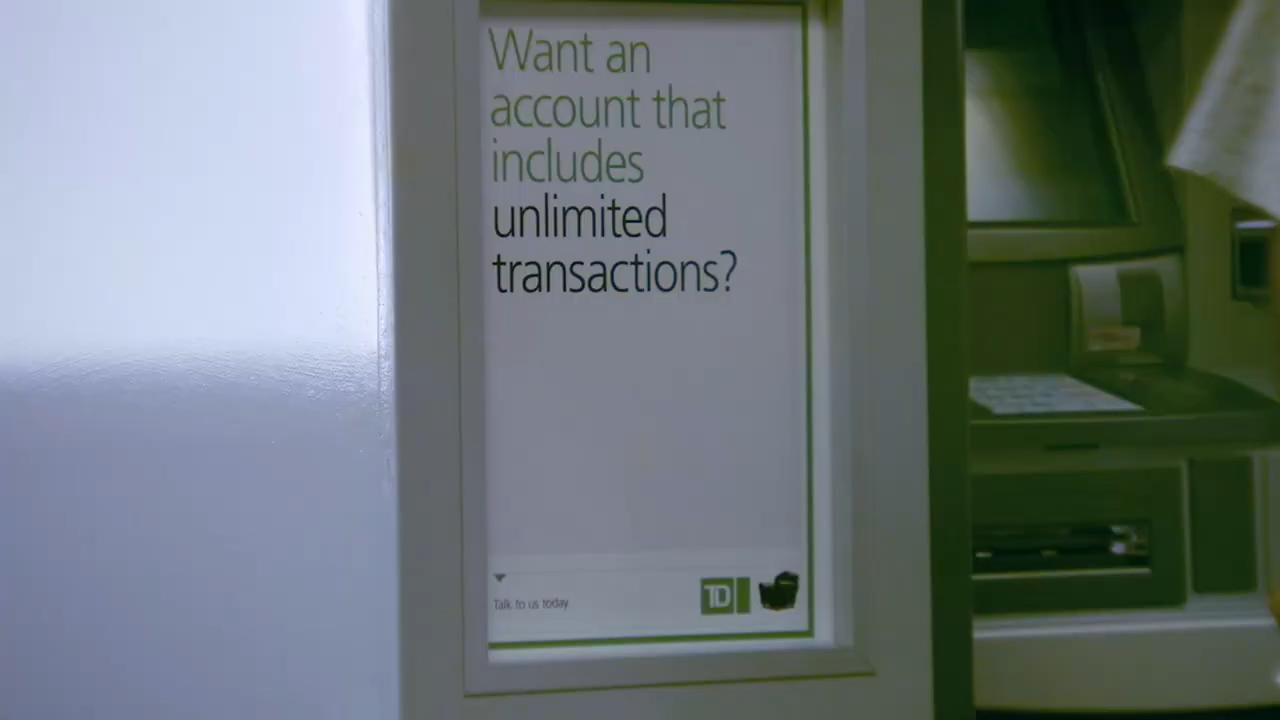 Want an
account that
includes
unlimited
transactions?
Talk to us today
TD